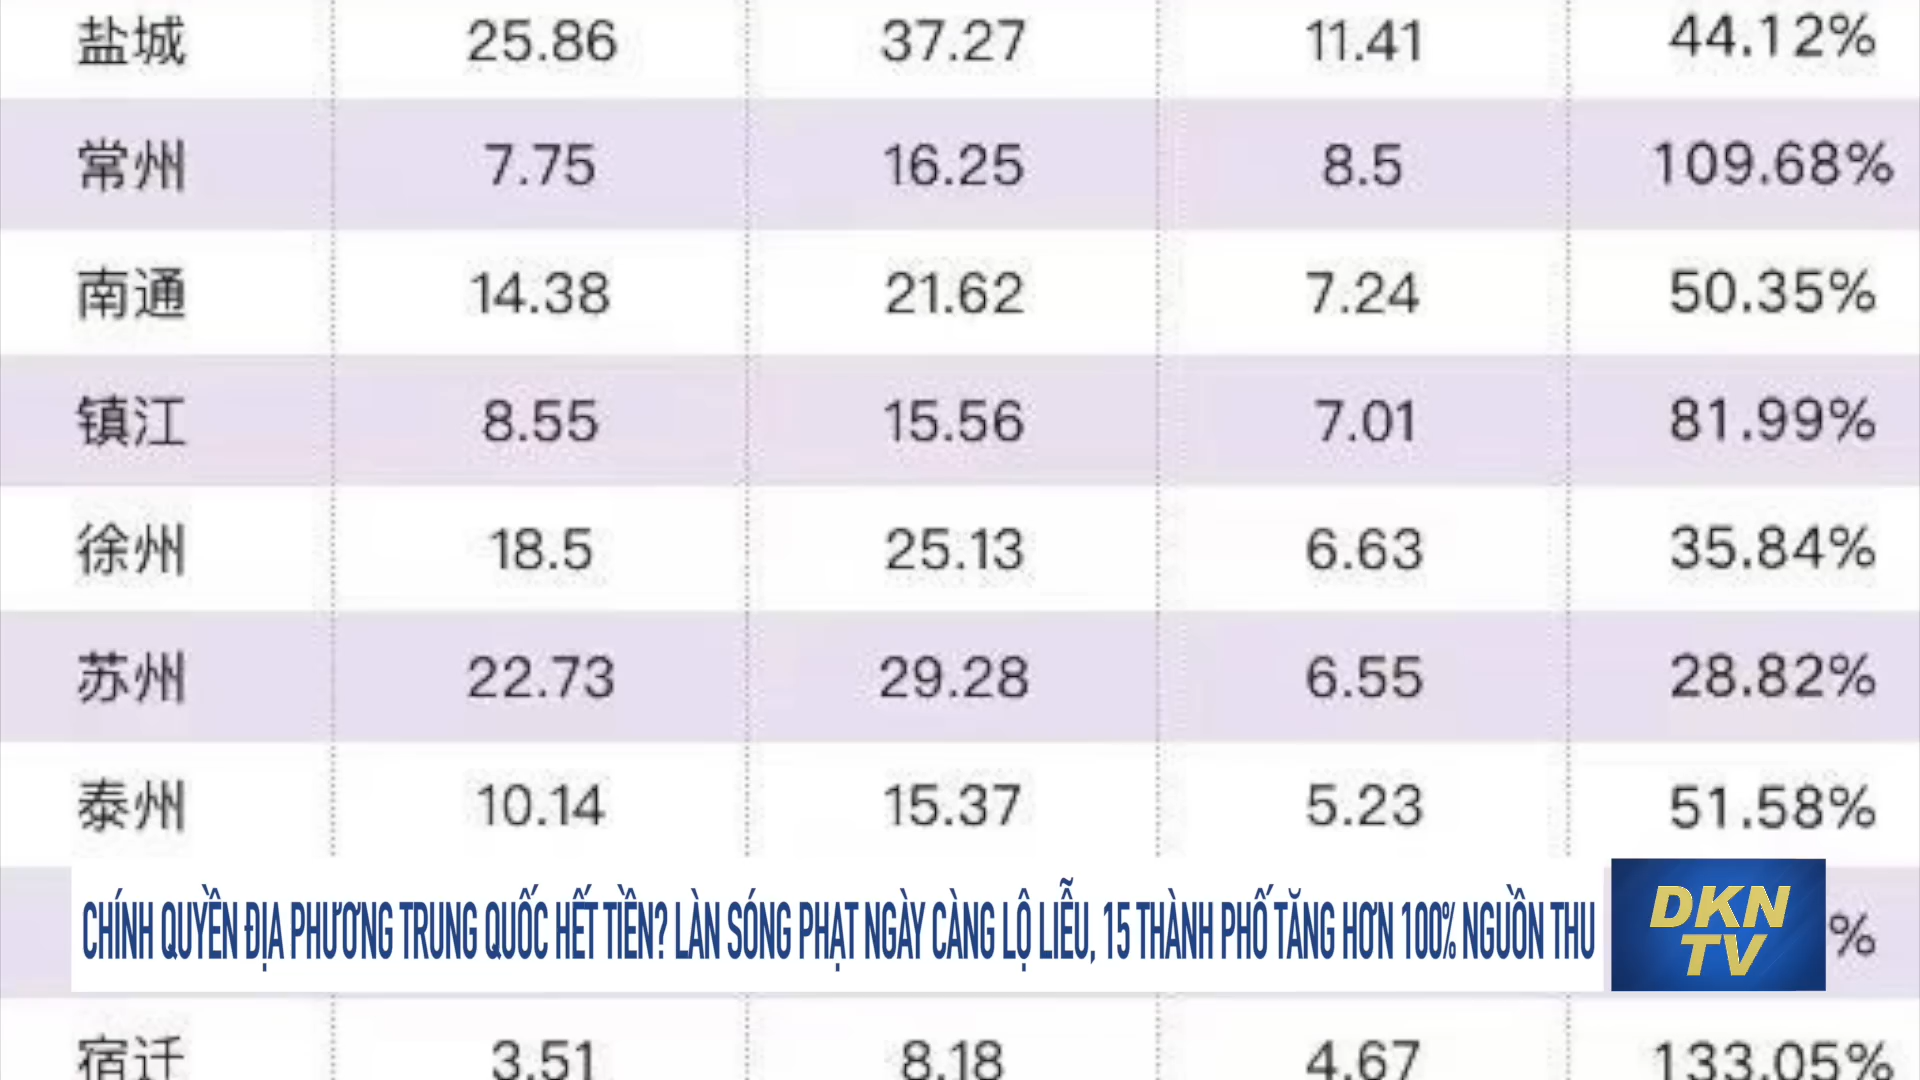 盐城 25.86 37.27 11.41 44.12%
常州 7.75 16.25 8.5 109.68%
南通 14.38 21.62 7.24 50.35%
镇江 8.55 15.56 7.01 81.99%
徐州 18.5 25.13 6.63 35.84%
苏州 22.73 29.28 6.55 28.82%
泰州 10.14 15.37 5.23 51.58%
CHÍNH QUYỀN ĐỊA PHƯƠNG TRUNG QUỐC HẾT TIỀN? LÀN SÓNG PHẠT NGÀY CÀNG LỘ LIỄU, 15 THÀNH PHỐ TĂNG HƠN 100% NGUỒN THU
DKN
TV
%
宿迁 3.51 8.18 4.67 133.05%